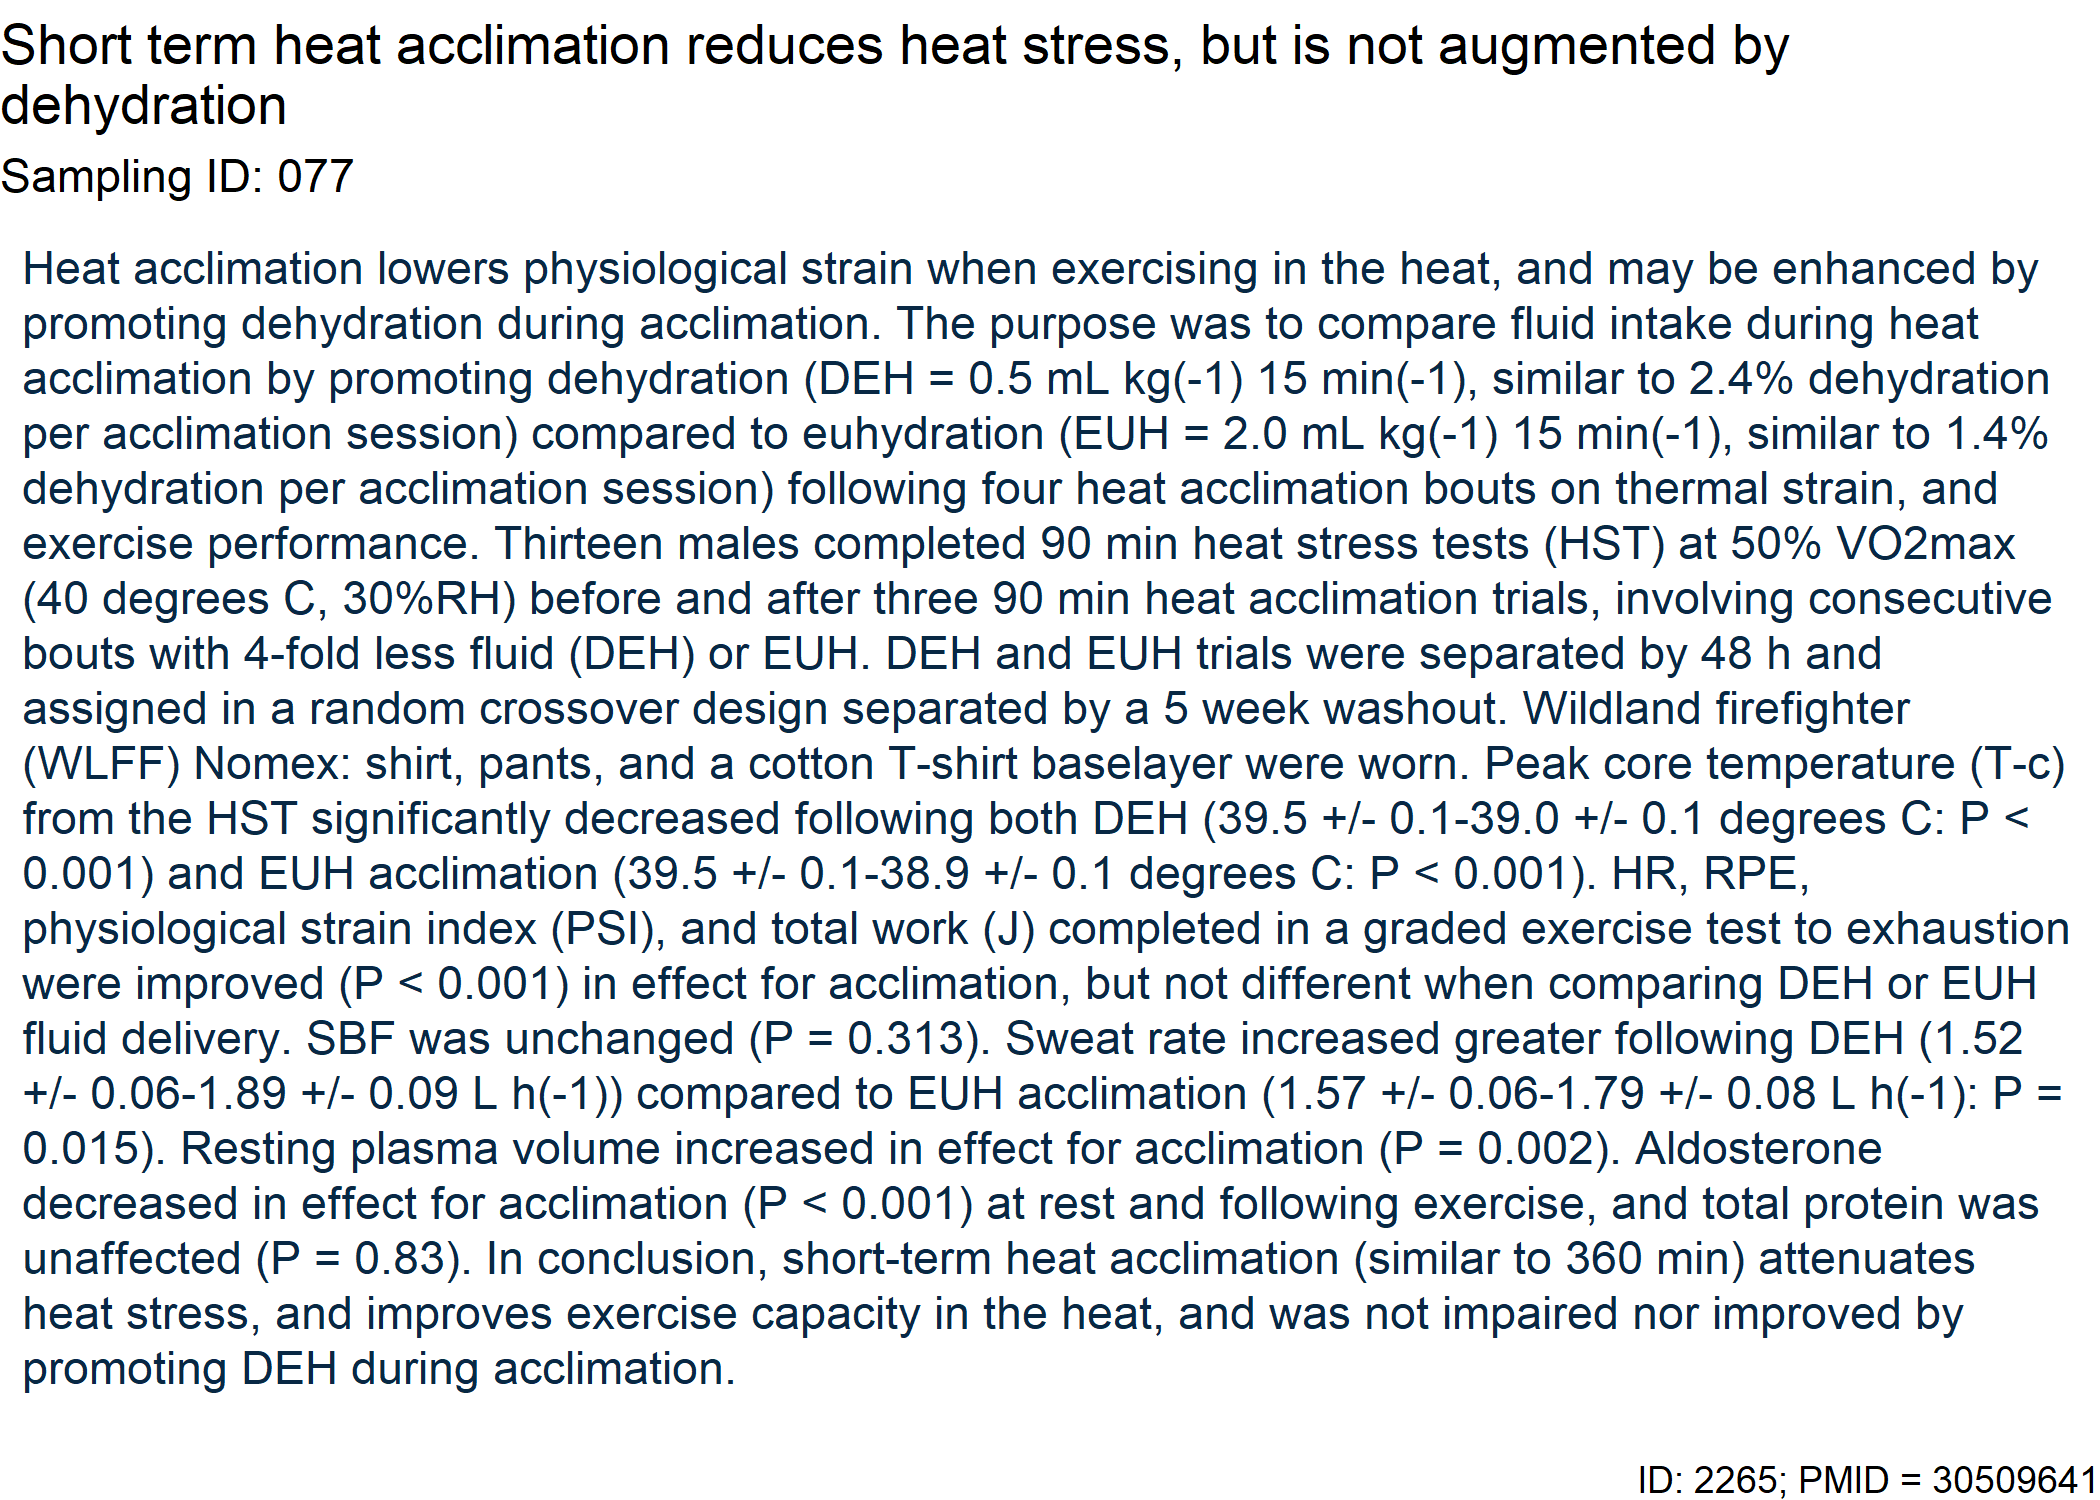 Short term heat acclimation reduces heat stress, but is not augmented by
dehydration
Sampling ID: 077
Heat acclimation lowers physiological strain when exercising in the heat, and may be enhanced by
promoting dehydration during acclimation. The purpose was to compare fluid intake during heat
acclimation by promoting dehydration (DEH = 0.5 mL kg(-1) 15 min(-1), similar to 2.4% dehydration
per acclimation session) compared to euhydration (EUH = 2.0 mL kg(-1) 15 min(-1), similar to 1.4%
dehydration per acclimation session) following four heat acclimation bouts on thermal strain, and
exercise performance. Thirteen males completed 90 min heat stress tests (HST) at 50% VO2max
(40 degrees C, 30%RH) before and after three 90 min heat acclimation trials, involving consecutive
bouts with 4-fold less fluid (DEH) or EUH. DEH and EUH trials were separated by 48 h and
assigned in a random crossover design separated by a 5 week washout. Wildland firefighter
(WLFF) Nomex: shirt, pants, and a cotton T-shirt baselayer were worn. Peak core temperature (T-c)
from the HST significantly decreased following both DEH (39.5 +/- 0.1-39.0 +/- 0.1 degrees C: P <
0.001) and EUH acclimation (39.5 +/- 0.1-38.9 +/- 0.1 degrees C: P < 0.001). HR, RPE,
physiological strain index (PSI), and total work (J) completed in a graded exercise test to exhaustion
were improved (P < 0.001) in effect for acclimation, but not different when comparing DEH or EUH
fluid delivery. SBF was unchanged (P = 0.313). Sweat rate increased greater following DEH (1.52
+/- 0.06-1.89 +/- 0.09 L h(-1)) compared to EUH acclimation (1.57 +/- 0.06-1.79 +/- 0.08 L h(-1): P =
0.015). Resting plasma volume increased in effect for acclimation (P = 0.002). Aldosterone
decreased in effect for acclimation (P < 0.001) at rest and following exercise, and total protein was
unaffected (P = 0.83). In conclusion, short-term heat acclimation (similar to 360 min) attenuates
heat stress, and improves exercise capacity in the heat, and was not impaired nor improved by
promoting DEH during acclimation.
ID: 2265; PMID = 30509641